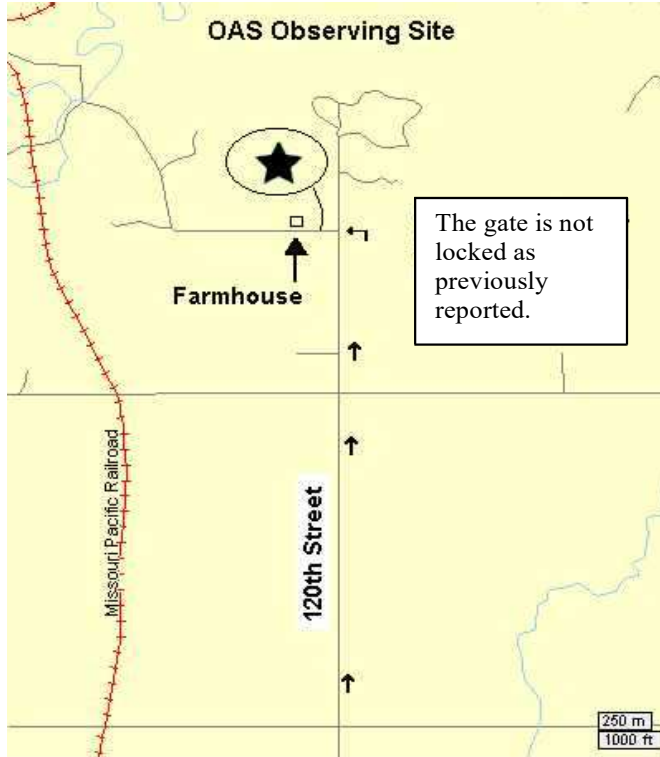 OAS Observing Site
The gate is not
locked as
previously
reported.
Farmhouse
Missouri Pacific Railroad
120th Street
250 m
1000 ft